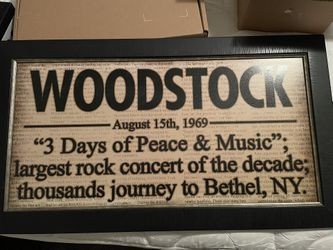 WOODSTOCK
August 15th, 1969
“3 Days of Peace & Music”;
largest rock concert of the decade;
thousands journey to Bethel, NY.